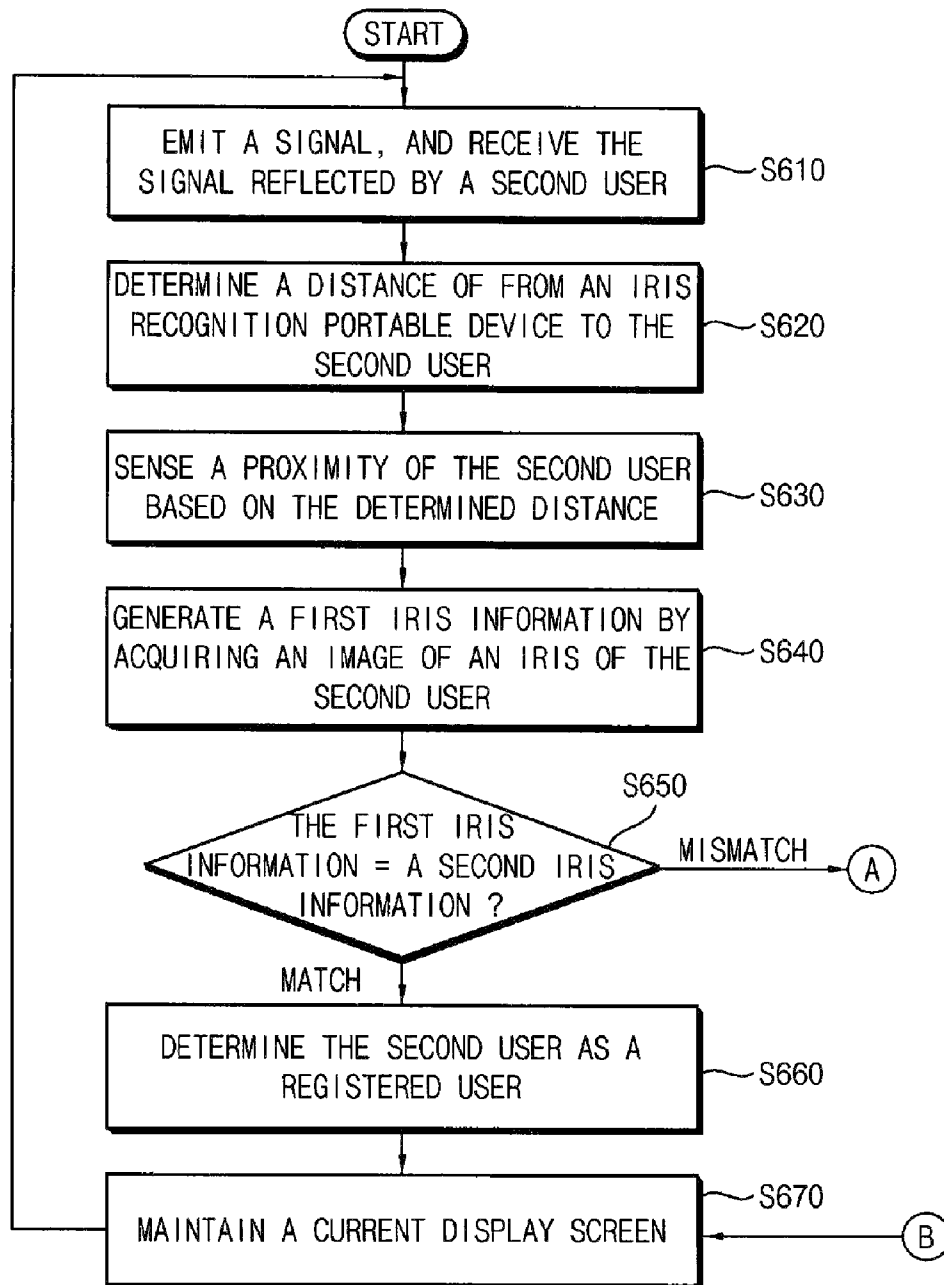 START
EMIT A SIGNAL, AND RECEIVE THE
SIGNAL REFLECTED BY A SECOND USER
S610
DETERMINE A DISTANCE OF FROM AN IRIS
RECOGNITION PORTABLE DEVICE TO THE
SECOND USER
S620
SENSE A PROXIMITY OF THE SECOND USER
BASED ON THE DETERMINED DISTANCE
S630
GENERATE A FIRST IRIS INFORMATION BY
ACQUIRING AN IMAGE OF AN IRIS OF THE
SECOND USER
S640
S650
THE FIRST IRIS
INFORMATION = A SECOND IRIS
INFORMATION ?
MISMATCH
A
MATCH
DETERMINE THE SECOND USER AS A
REGISTERED USER
S660
S670
MAINTAIN A CURRENT DISPLAY SCREEN
B